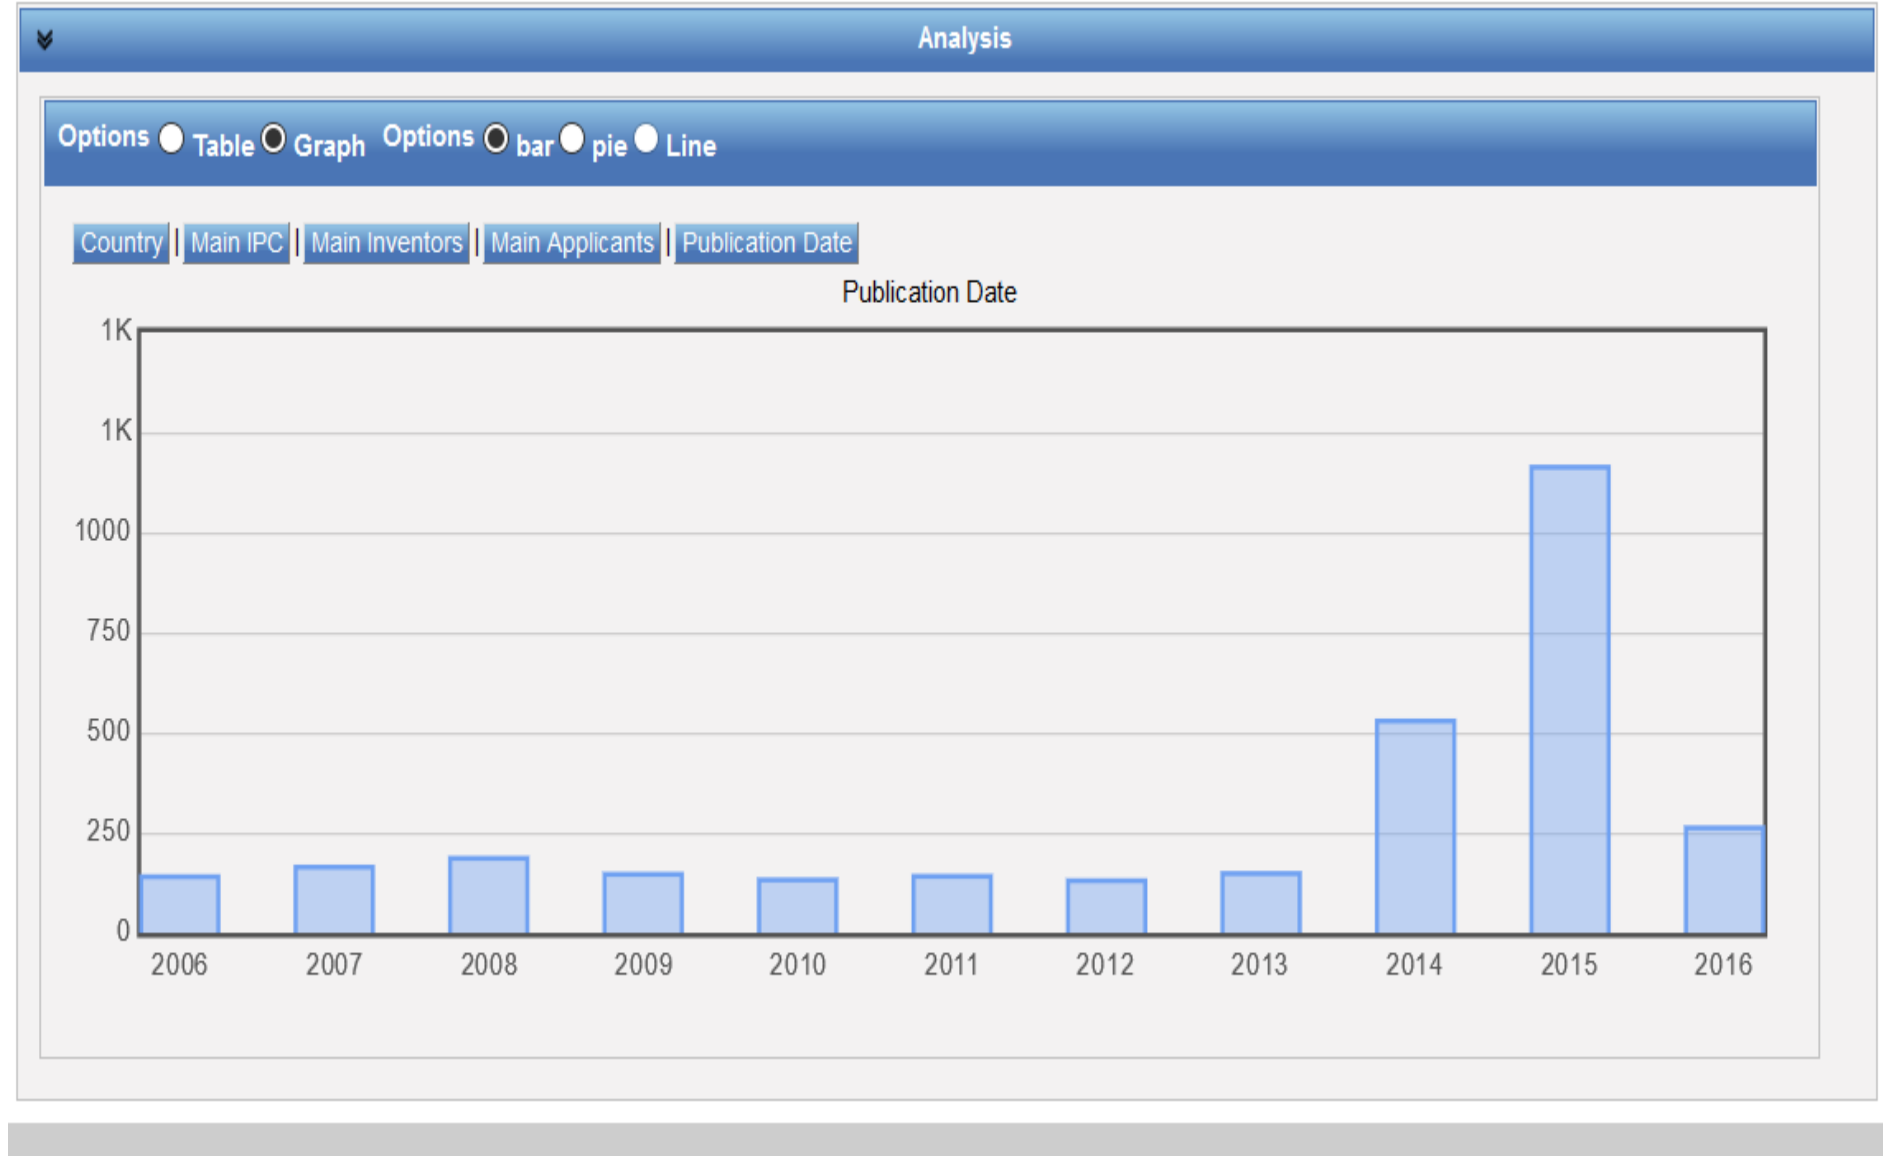 Analysis
Options Table Graph Options bar pie Line
Country | Main IPC | Main Inventors | Main Applicants | Publication Date
Publication Date
1K
1K
1000
750
500
250
0
2006 2007 2008 2009 2010 2011 2012 2013 2014 2015 2016